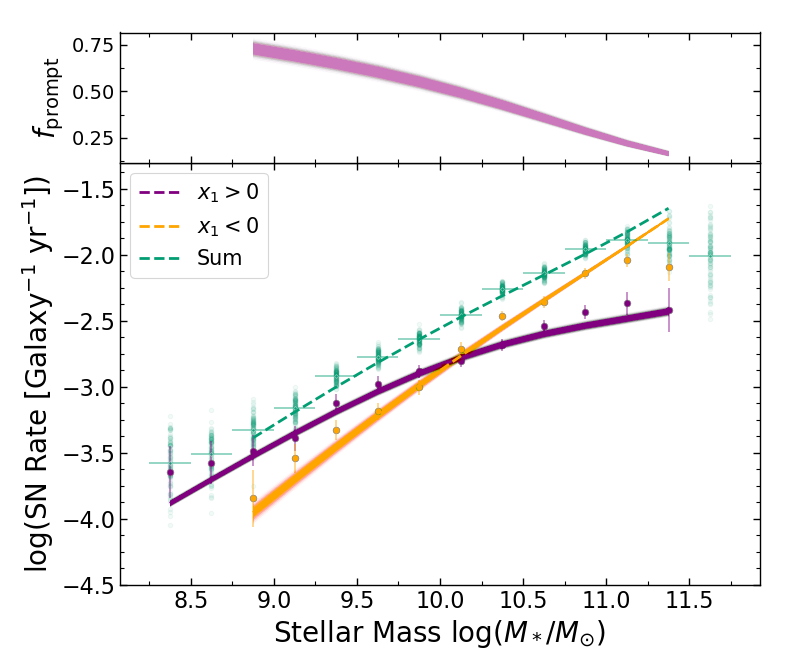 0.75
0.50
0.25
f_prompt
x₁ > 0
x₁ < 0
Sum
−1.5
−2.0
−2.5
−3.0
−3.5
−4.0
−4.5
log(SN Rate [Galaxy⁻¹ yr⁻¹])
8.5 9.0 9.5 10.0 10.5 11.0 11.5
Stellar Mass log(M_*/M_⊙)